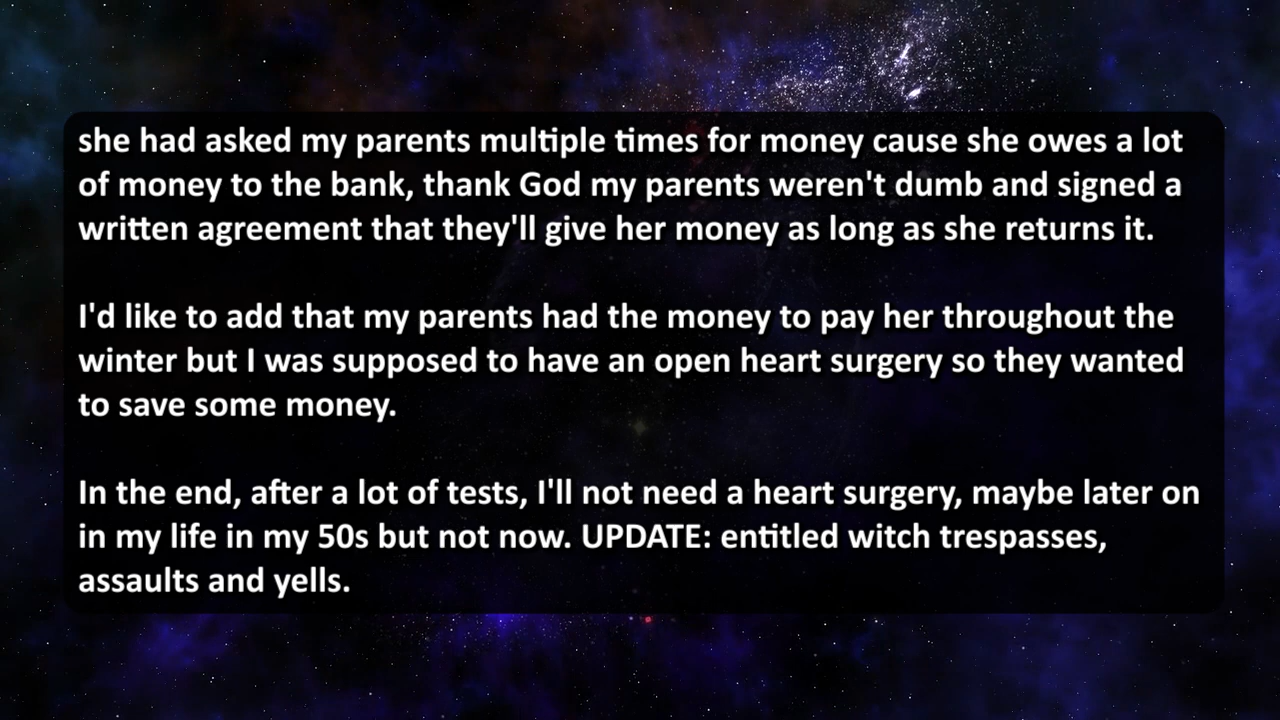 she had asked my parents multiple times for money cause she owes a lot
of money to the bank, thank God my parents weren't dumb and signed a
written agreement that they'll give her money as long as she returns it.
I'd like to add that my parents had the money to pay her throughout the
winter but I was supposed to have an open heart surgery so they wanted
to save some money.
In the end, after a lot of tests, I'll not need a heart surgery, maybe later on
in my life in my 50s but not now. UPDATE: entitled witch trespasses,
assaults and yells.